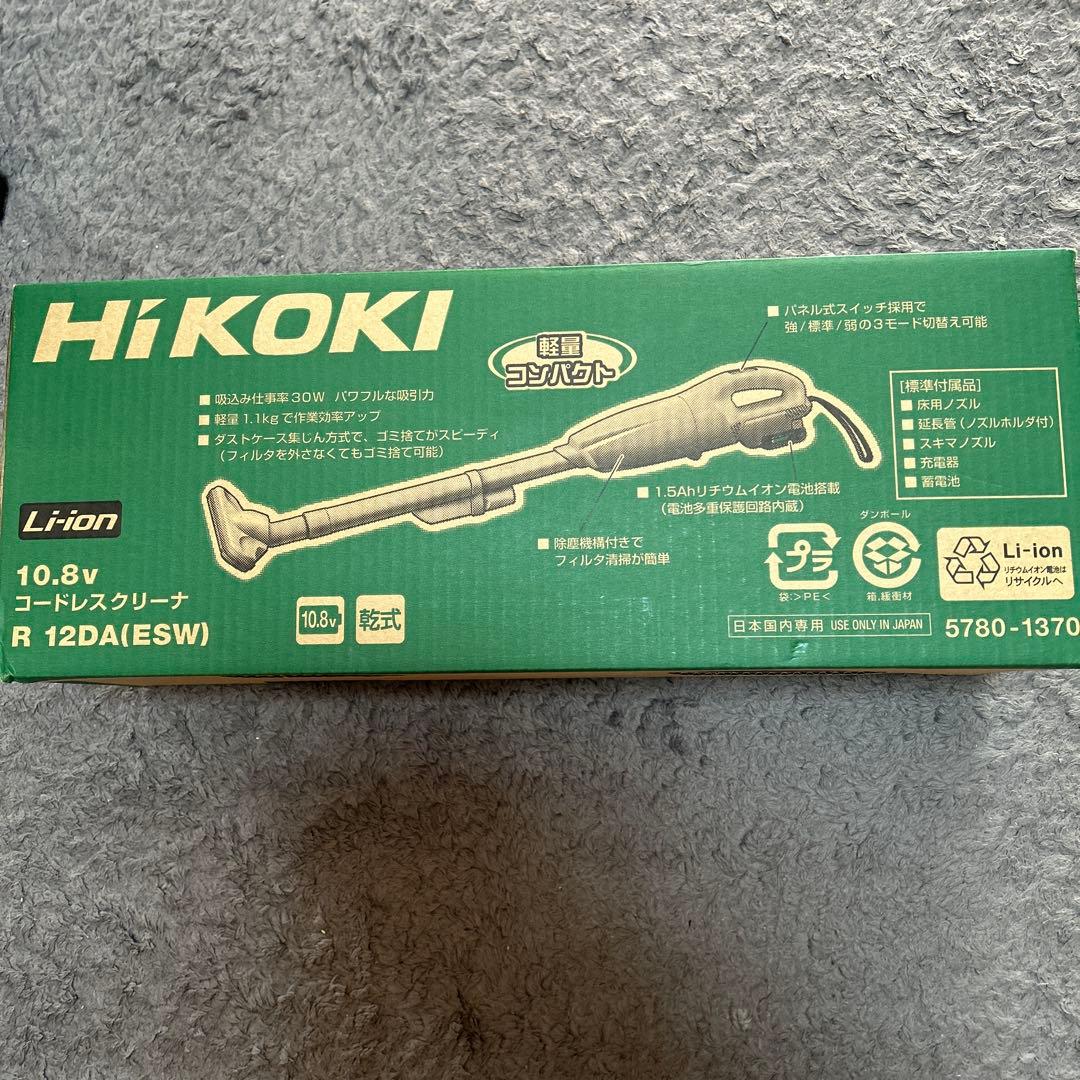 HiKOKI
軽量
コンパクト
■ パネル式スイッチ採用で
強/標準/弱の3モード切替え可能
■ 吸込み仕事率30W パワフルな吸引力
■ 軽量1.1kgで作業効率アップ
■ ダストケース集じん方式で、ゴミ捨てがスピーディ
(フィルタを外さなくてもゴミ捨て可能)
[標準付属品]
■ 床用ノズル
■ 延長管(ノズルホルダ付)
■ スキマノズル
■ 充電器
■ 蓄電池
■ 1.5Ahリチウムイオン電池搭載
(電池多重保護回路内蔵)
■ 除塵機構付きで
フィルタ清掃が簡単
Li-ion
10.8v
コードレスクリーナ
R 12DA(ESW)
10.8v
乾式
プラ
袋:>PE<
ダンボール
箱,緩衝材
Li-ion
リチウムイオン電池は
リサイクルへ
日本国内専用 USE ONLY IN JAPAN
5780-1370